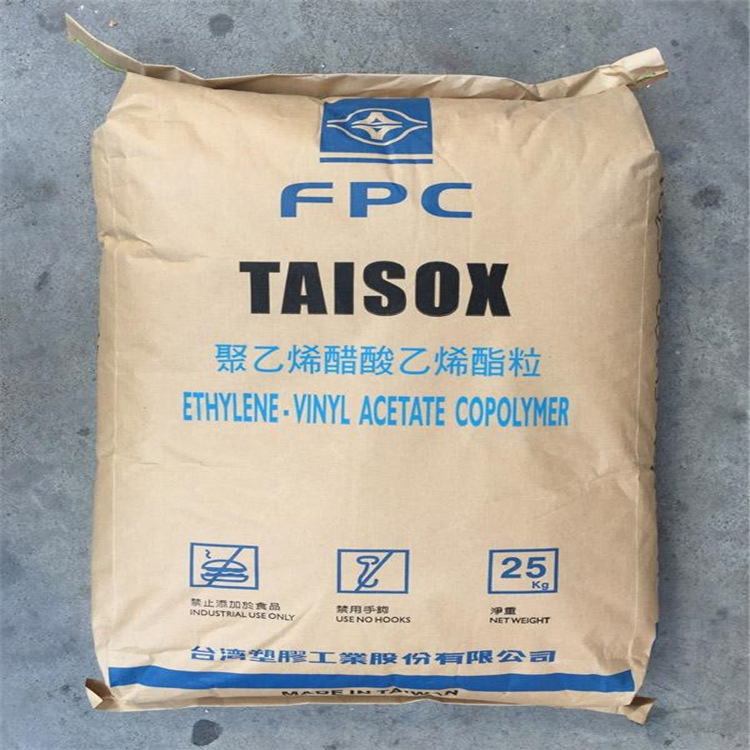 FPC
TAISOX
聚乙烯醋酸乙烯酯粒
ETHYLENE - VINYL ACETATE COPOLYMER
禁止添加於食品
INDUSTRIAL USE ONLY
禁用手鉤
USE NO HOOKS
25
Kg
淨重
NET WEIGHT
台湾塑膠工業股份有限公司
MADE IN TAIWAN